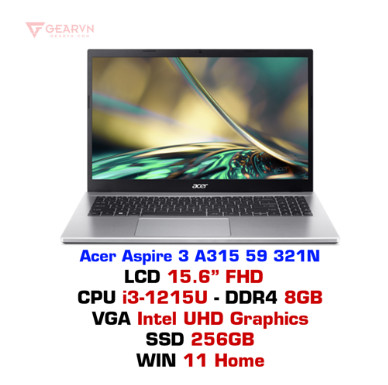 GEARVN
acer
Acer Aspire 3 A315 59 321N
LCD 15.6” FHD
CPU i3-1215U - DDR4 8GB
VGA Intel UHD Graphics
SSD 256GB
WIN 11 Home